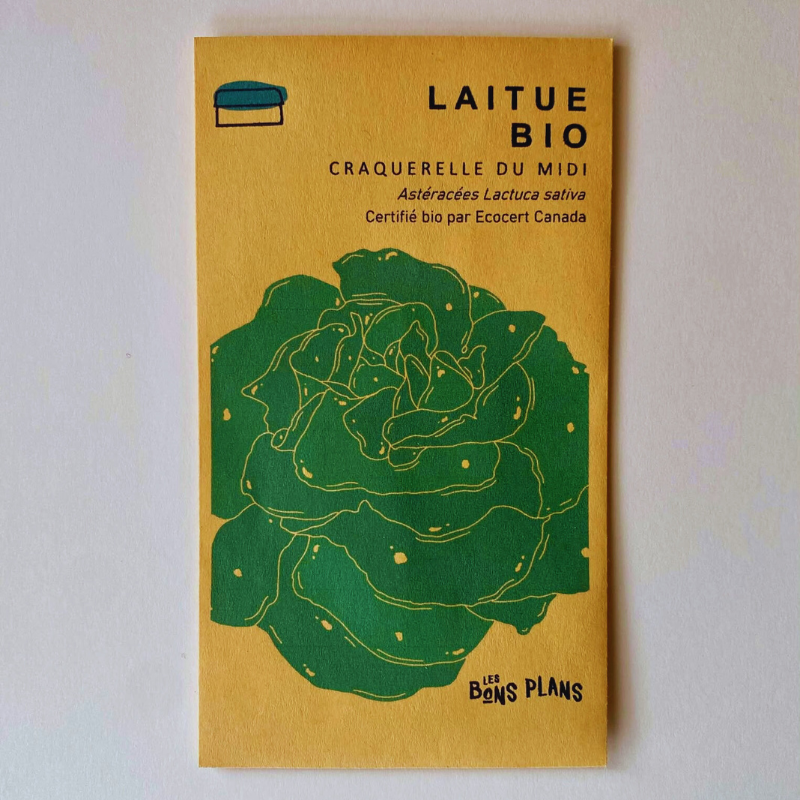 LAITUE
BIO
CRAQUERELLE DU MIDI
Astéracées Lactuca sativa
Certifié bio par Ecocert Canada
LES
BONS PLANS